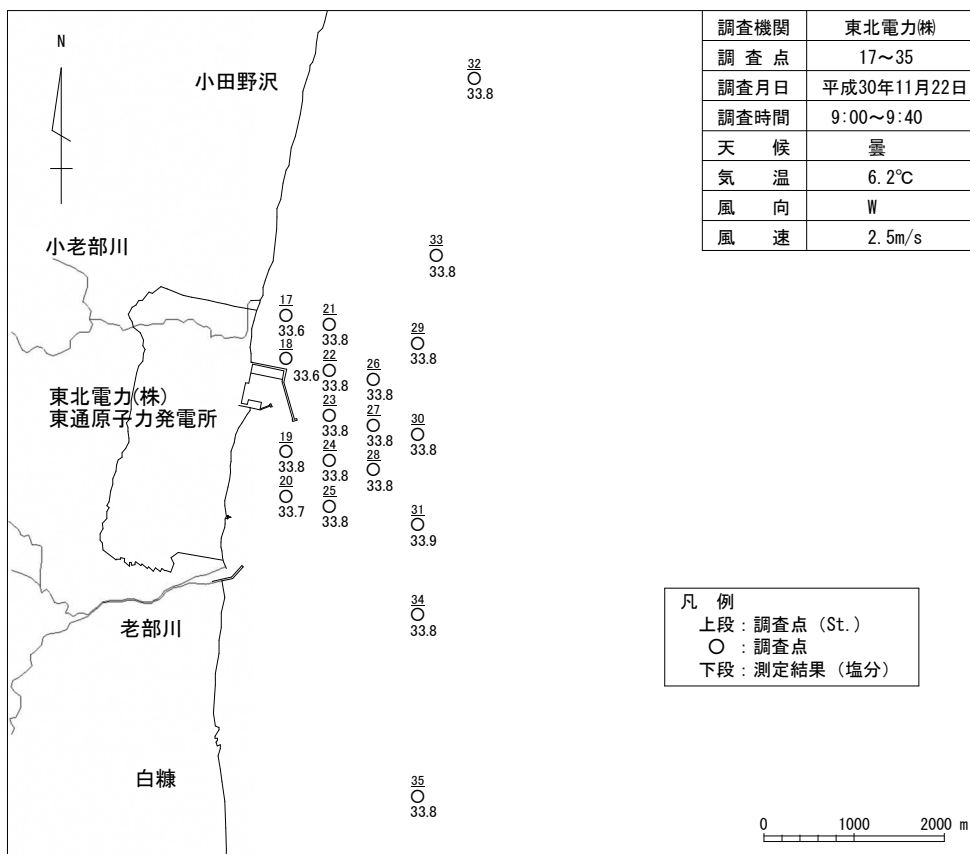 調査機関 東北電力㈱
調査点 17～35
調査月日 平成30年11月22日
調査時間 9:00～9:40
天候 曇
気温 6.2℃
風向 W
風速 2.5m/s
N
小田野沢
32
33.8
小老部川
33
33.8
17
33.6
21
33.8
29
33.8
18
33.6
22
33.8
26
33.8
東北電力(株)
東通原子力発電所
23
33.8
27
33.8
30
33.8
19
33.8
24
33.8
28
33.8
20
33.7
25
33.8
31
33.9
34
33.8
老部川
凡 例
上段：調査点（St.）
○ ：調査点
下段：測定結果（塩分）
白糠
35
33.8
0 1000 2000 m